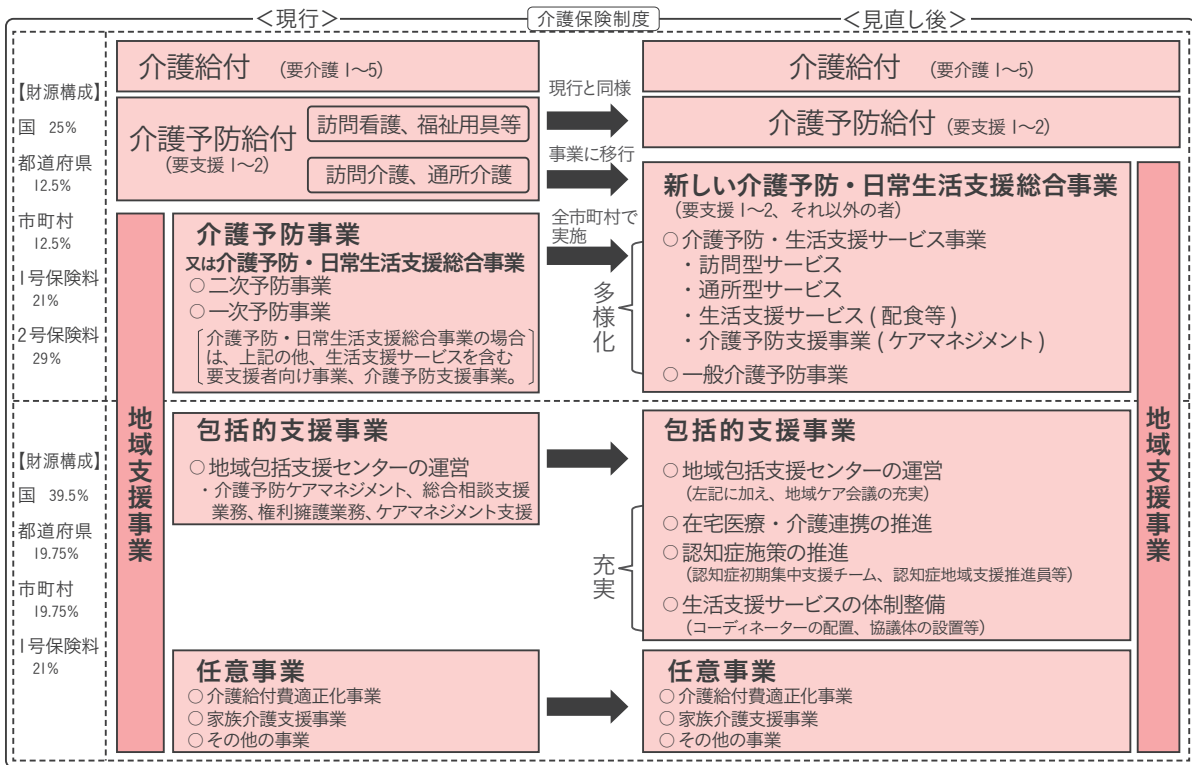 ＜現行＞
介護保険制度
＜見直し後＞
【財源構成】
国 25%
都道府県
12.5%
市町村
12.5%
1号保険料
21%
2号保険料
29%
介護給付 （要介護1～5）
介護予防給付
（要支援1～2）
訪問看護、福祉用具等
訪問介護、通所介護
介護予防事業
又は介護予防・日常生活支援総合事業
○二次予防事業
○一次予防事業
介護予防・日常生活支援総合事業の場合
は、上記の他、生活支援サービスを含む
要支援者向け事業、介護予防支援事業。
現行と同様
事業に移行
全市町村で
実施
多様化
介護給付 （要介護1～5）
介護予防給付（要支援1～2）
新しい介護予防・日常生活支援総合事業
（要支援1～2、それ以外の者）
○介護予防・生活支援サービス事業
・訪問型サービス
・通所型サービス
・生活支援サービス（配食等）
・介護予防支援事業（ケアマネジメント）
○一般介護予防事業
【財源構成】
国 39.5%
都道府県
19.75%
市町村
19.75%
1号保険料
21%
地域支援事業
包括的支援事業
○地域包括支援センターの運営
・介護予防ケアマネジメント、総合相談支援
業務、権利擁護業務、ケアマネジメント支援
任意事業
○介護給付費適正化事業
○家族介護支援事業
○その他の事業
充実
包括的支援事業
○地域包括支援センターの運営
（左記に加え、地域ケア会議の充実）
○在宅医療・介護連携の推進
○認知症施策の推進
（認知症初期集中支援チーム、認知症地域支援推進員等）
○生活支援サービスの体制整備
（コーディネーターの配置、協議体の設置等）
任意事業
○介護給付費適正化事業
○家族介護支援事業
○その他の事業
地域支援事業